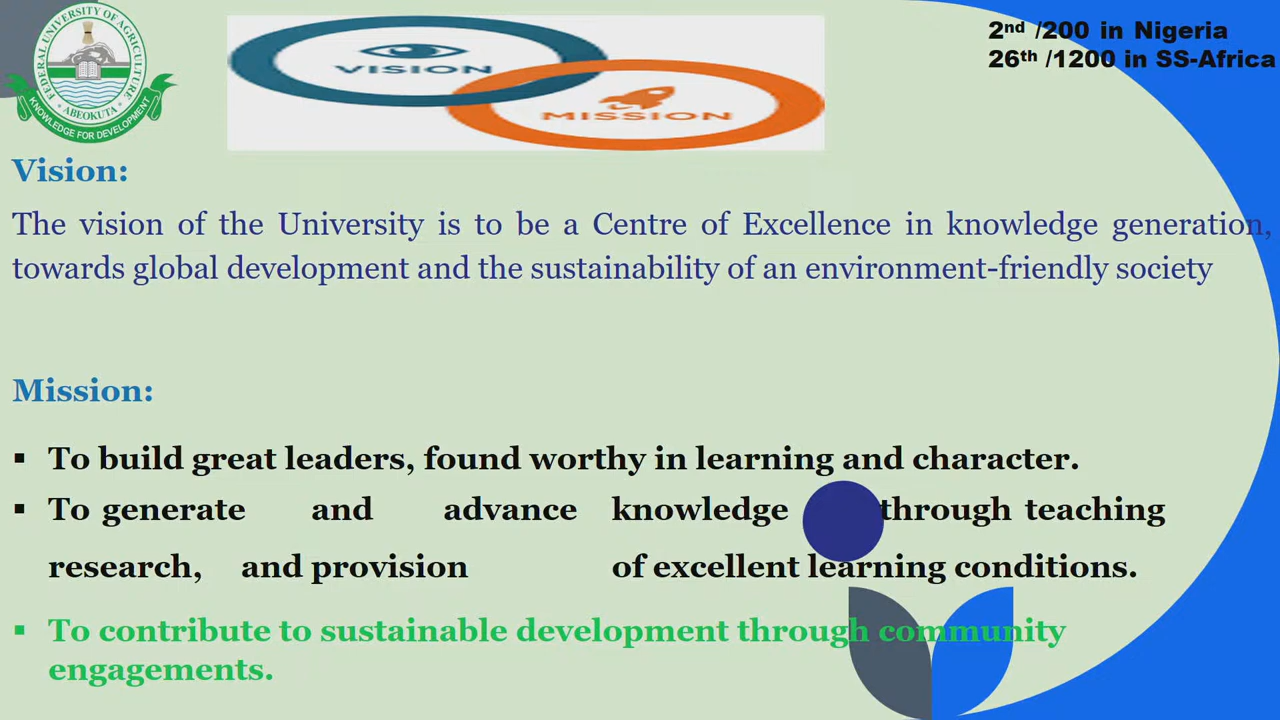 FEDERAL UNIVERSITY OF AGRICULTURE,
ABEOKUTA
KNOWLEDGE FOR DEVELOPMENT
VISION
MISSION
2nd /200 in Nigeria
26th /1200 in SS-Africa
Vision:
The vision of the University is to be a Centre of Excellence in knowledge generation,
towards global development and the sustainability of an environment-friendly society
Mission:
▪ To build great leaders, found worthy in learning and character.
▪ To generate and advance knowledge through teaching
research, and provision of excellent learning conditions.
▪ To contribute to sustainable development through community
engagements.